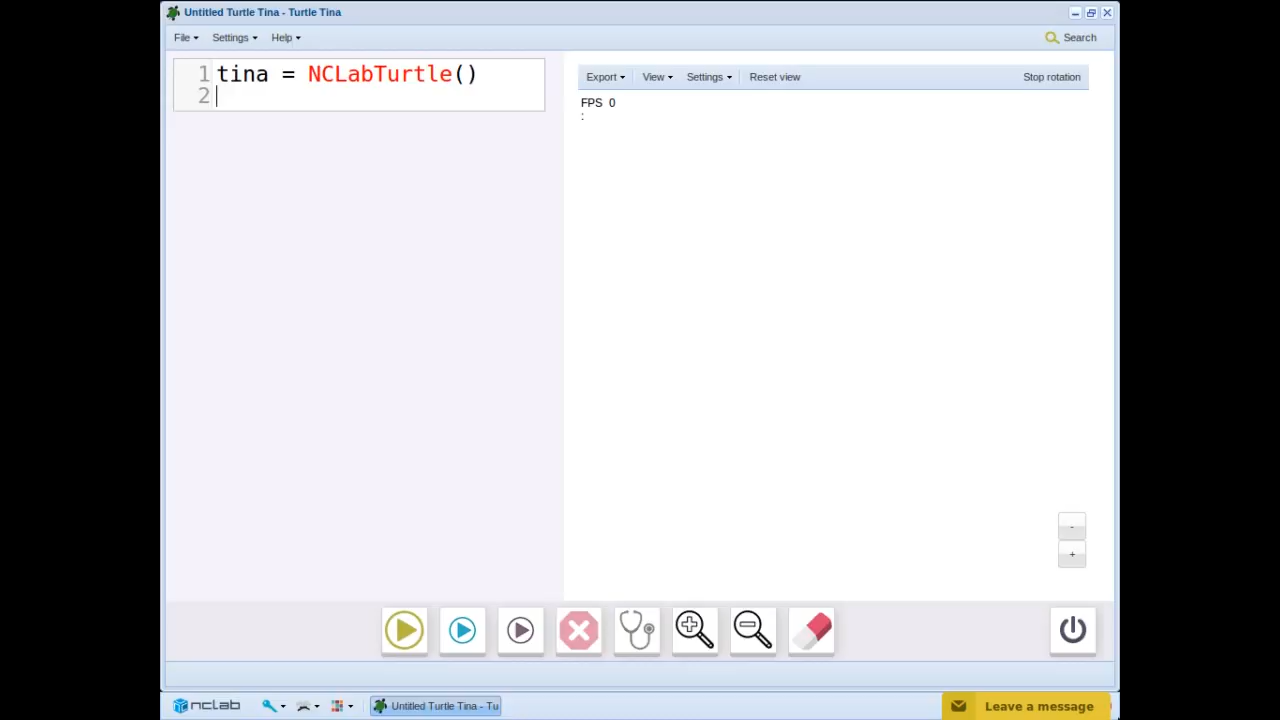 Untitled Turtle Tina - Turtle Tina
File Settings Help Search
1 tina = NCLabTurtle()
2
Export View Settings Reset view Stop rotation
FPS 0
:
-
+
nclab Untitled Turtle Tina - Tu Leave a message